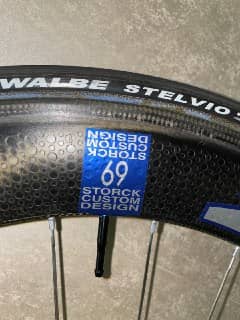 WALBE STELVIO
STORCK
CUSTOM
DESIGN
69
STORCK
CUSTOM
DESIGN